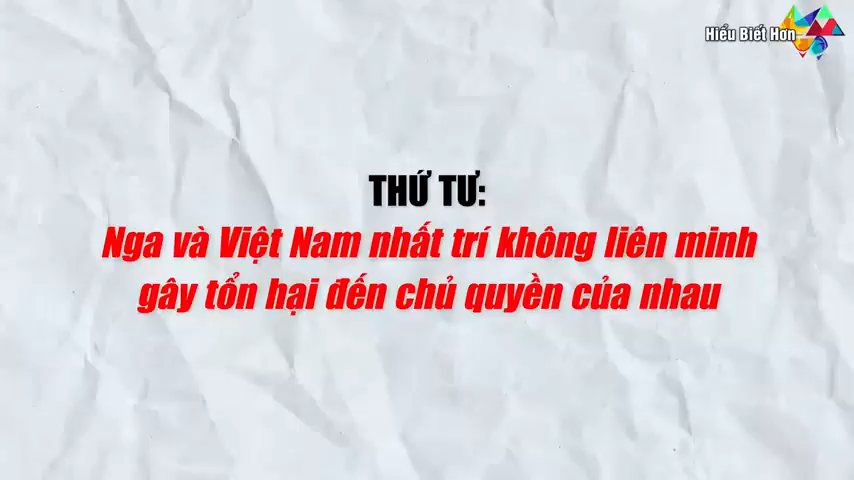 Hiểu Biết Hơn
THỨ TƯ:
Nga và Việt Nam nhất trí không liên minh
gây tổn hại đến chủ quyền của nhau